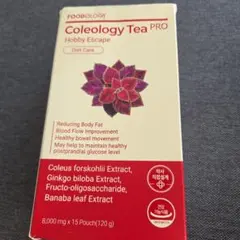 FOODOLOGY
Coleology Tea PRO
Hobby Escape
Diet Care
Reducing Body Fat
Blood Flow Improvement
Healthy bowel movement
May help to maintain healthy
postprandial glucose level
Coleus forskohlii Extract,
Ginkgo biloba Extract,
Fructo-oligosaccharide,
Banaba leaf Extract
8,000 mg x 15 Pouch(120 g)